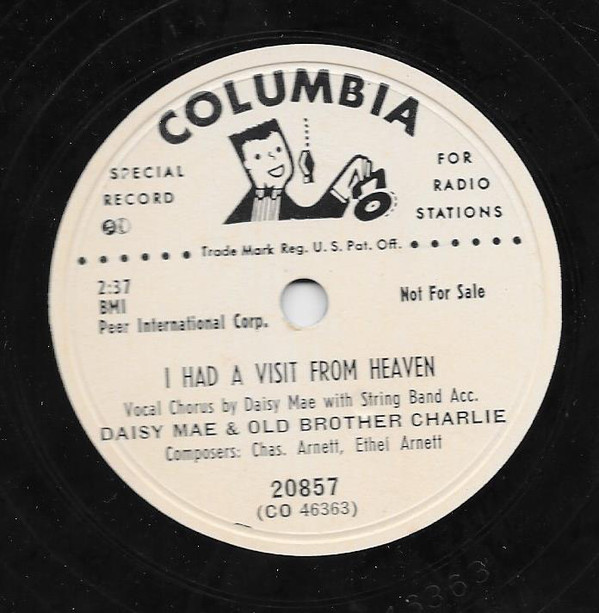 COLUMBIA
SPECIAL
RECORD
FOR
RADIO
STATIONS
Trade Mark Reg. U. S. Pat. Off.
2:37
BMI
Peer International Corp.
Not For Sale
I HAD A VISIT FROM HEAVEN
Vocal Chorus by Daisy Mae with String Band Acc.
DAISY MAE & OLD BROTHER CHARLIE
Composers: Chas. Arnett, Ethel Arnett
20857
(CO 46363)